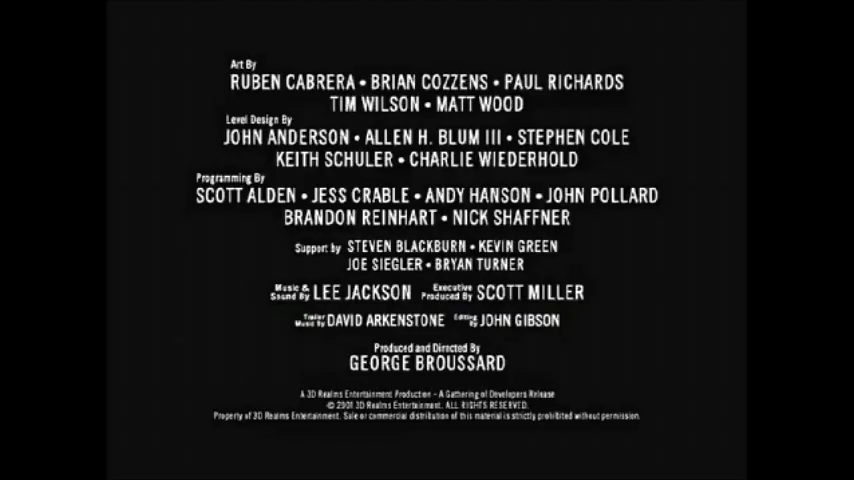 Art By
RUBEN CABRERA • BRIAN COZZENS • PAUL RICHARDS
TIM WILSON • MATT WOOD
Level Design By
JOHN ANDERSON • ALLEN H. BLUM III • STEPHEN COLE
KEITH SCHULER • CHARLIE WIEDERHOLD
Programming By
SCOTT ALDEN • JESS CRABLE • ANDY HANSON • JOHN POLLARD
BRANDON REINHART • NICK SHAFFNER
Support by STEVEN BLACKBURN • KEVIN GREEN
JOE SIEGLER • BRYAN TURNER
Music & Sound By LEE JACKSON Executive Produced By SCOTT MILLER
Trailer Music By DAVID ARKENSTONE Editing By JOHN GIBSON
Produced and Directed By
GEORGE BROUSSARD
A 3D Realms Entertainment Production - A Gathering of Developers Release
© 2001 3D Realms Entertainment. ALL RIGHTS RESERVED.
Property of 3D Realms Entertainment. Sale or commercial distribution of this material is strictly prohibited without permission.